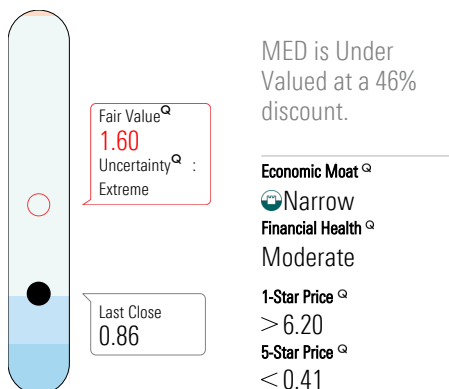 MED is Under
Valued at a 46%
discount.
Fair Value Q
1.60
Uncertainty Q :
Extreme
Last Close
0.86
Economic Moat Q
Narrow
Financial Health Q
Moderate
1-Star Price Q
> 6.20
5-Star Price Q
< 0.41